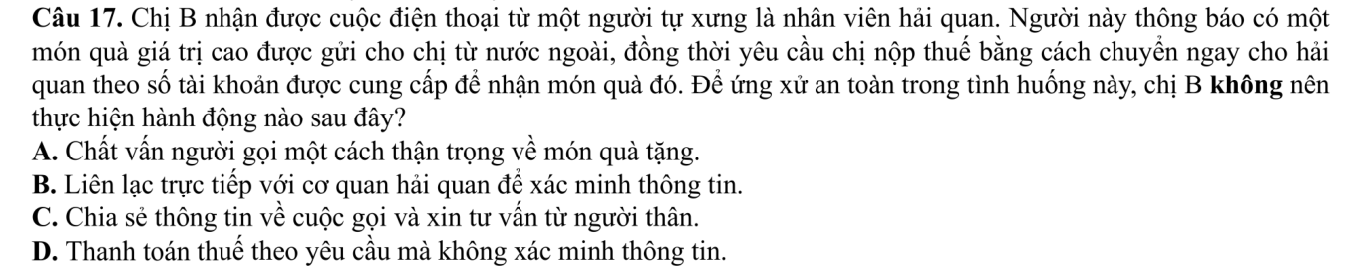 Câu 17. Chị B nhận được cuộc điện thoại từ một người tự xưng là nhân viên hải quan. Người này thông báo có một
món quà giá trị cao được gửi cho chị từ nước ngoài, đồng thời yêu cầu chị nộp thuế bằng cách chuyển ngay cho hải
quan theo số tài khoản được cung cấp để nhận món quà đó. Để ứng xử an toàn trong tình huống này, chị B không nên
thực hiện hành động nào sau đây?
A. Chất vấn người gọi một cách thận trọng về món quà tặng.
B. Liên lạc trực tiếp với cơ quan hải quan để xác minh thông tin.
C. Chia sẻ thông tin về cuộc gọi và xin tư vấn từ người thân.
D. Thanh toán thuế theo yêu cầu mà không xác minh thông tin.